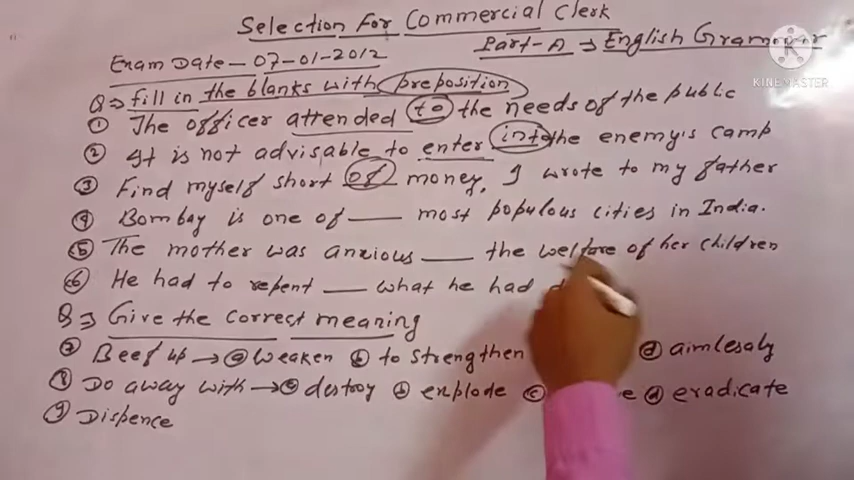 Selection For Commercial Clerk
Exam Date - 07-01-2012 Part-A ⇒ English Grammar
Q ⇒ fill in the blanks with preposition
① The officer attended to the needs of the public
② It is not advisable to enter into the enemy's camp
③ Find myself short of money, I wrote to my father
④ Bombay is one of ____ most populous cities in India.
⑤ The mother was anxious ____ the welfare of her children
⑥ He had to repent ____ what he had
Q ⇒ Give the correct meaning
⑦ Beef up → ⓐ weaken ⓑ to strengthen ⓓ aimlesaly
⑧ Do away with → ⓐ destroy ⓑ explode ⓒ ⓓ eradicate
⑨ Dispence
KINEMASTER